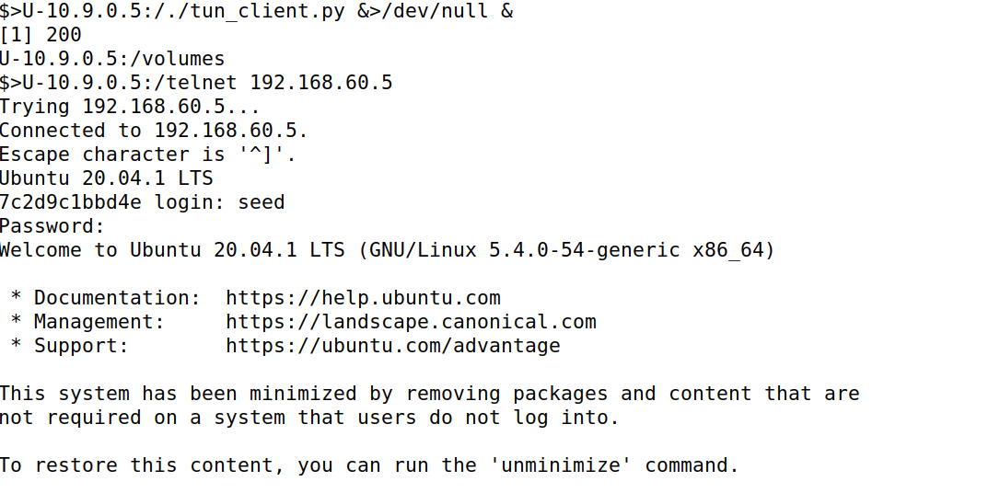 $>U-10.9.0.5:/./tun_client.py &>/dev/null &
[1] 200
U-10.9.0.5:/volumes
$>U-10.9.0.5:/telnet 192.168.60.5
Trying 192.168.60.5...
Connected to 192.168.60.5.
Escape character is '^]'.
Ubuntu 20.04.1 LTS
7c2d9c1bbd4e login: seed
Password:
Welcome to Ubuntu 20.04.1 LTS (GNU/Linux 5.4.0-54-generic x86_64)
* Documentation:  https://help.ubuntu.com
* Management:     https://landscape.canonical.com
* Support:        https://ubuntu.com/advantage
This system has been minimized by removing packages and content that are
not required on a system that users do not log into.
To restore this content, you can run the 'unminimize' command.